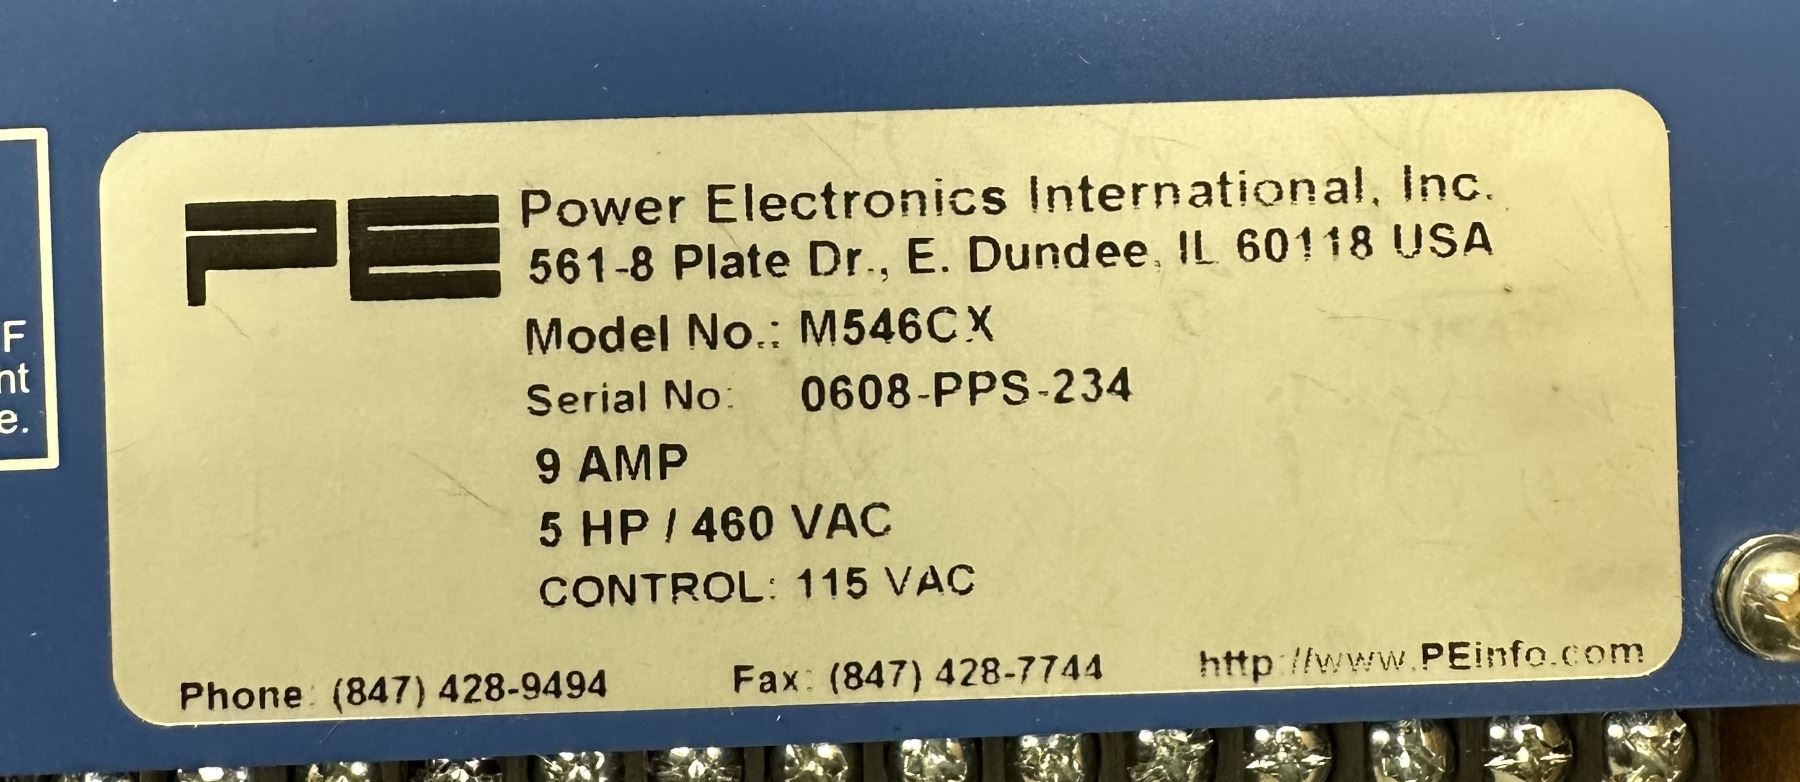 F
nt
e.
PE
Power Electronics International, Inc.
561-8 Plate Dr., E. Dundee, IL 60118 USA
Model No.: M546CX
Serial No: 0608-PPS-234
9 AMP
5 HP / 460 VAC
CONTROL: 115 VAC
Phone: (847) 428-9494 Fax: (847) 428-7744 http://www.PEinfo.com